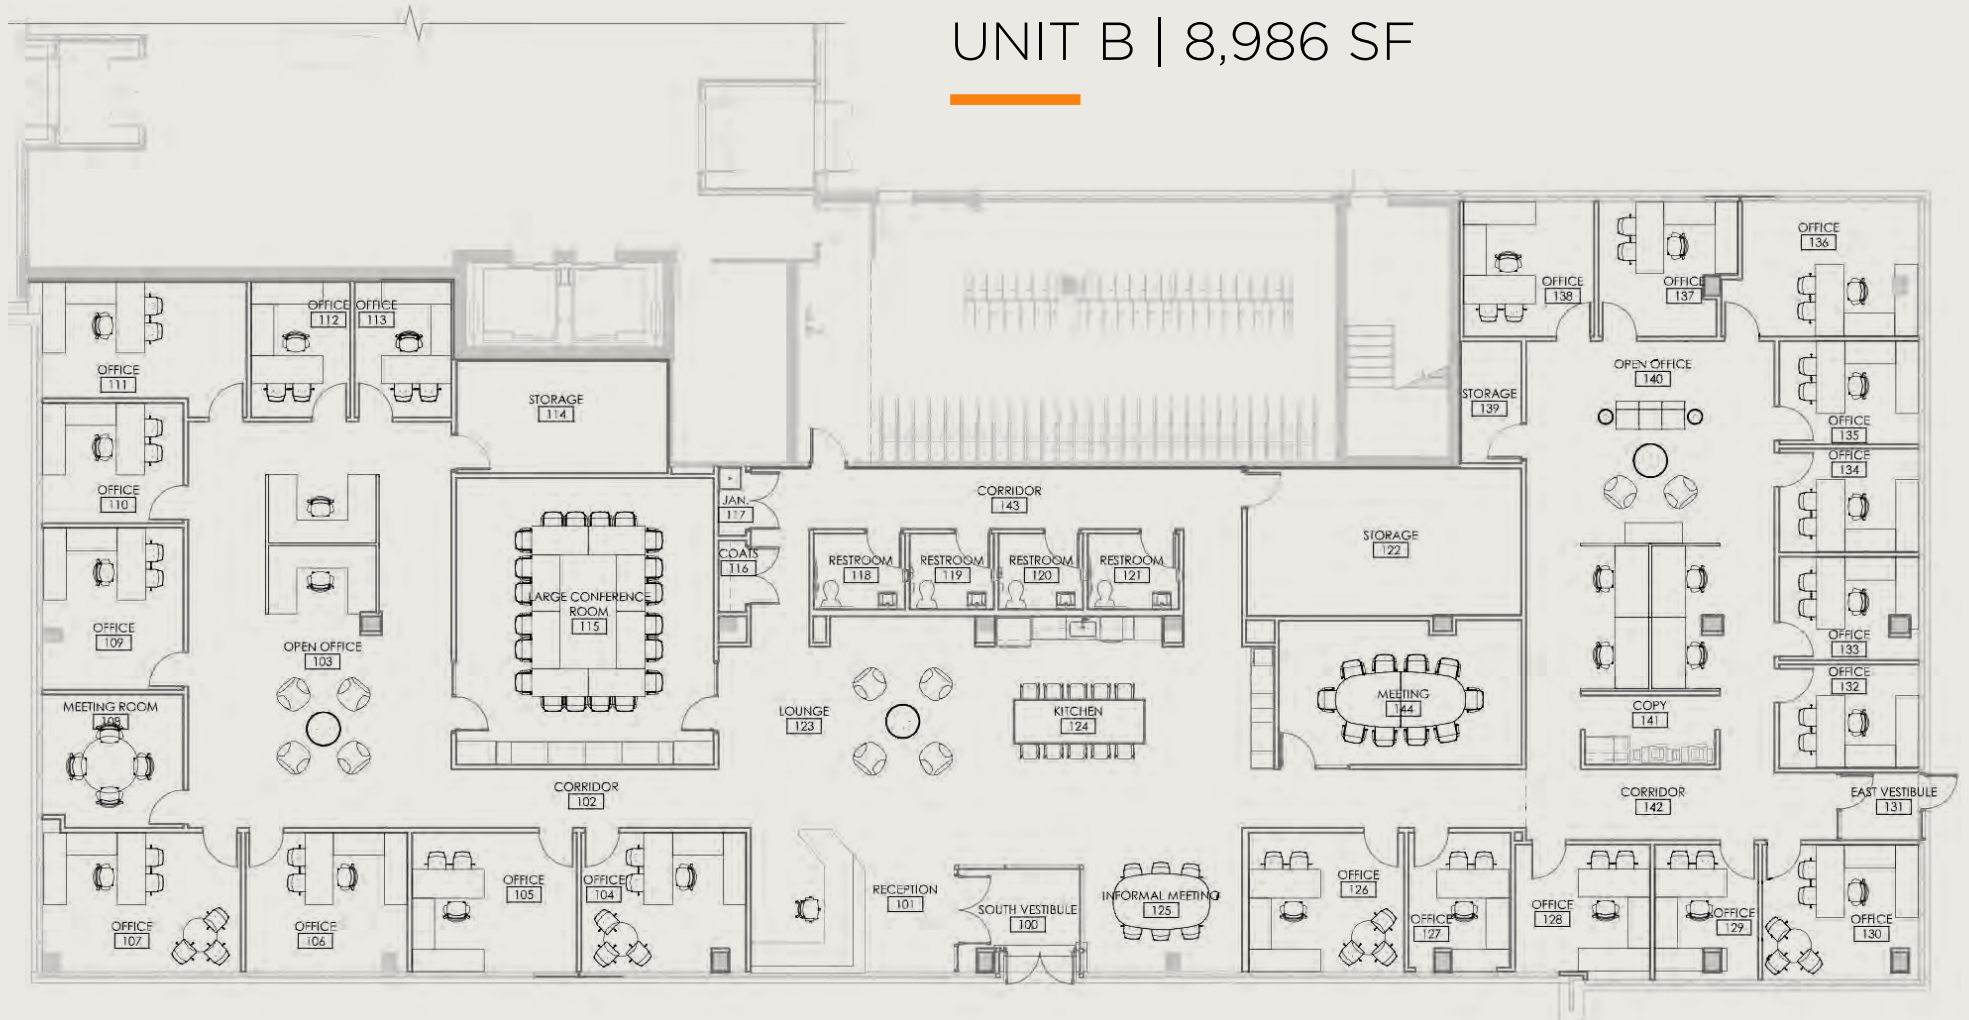 UNIT B | 8,986 SF
OFFICE
136
OFFICE
138
OFFICE
137
OFFICE
112
OFFICE
113
OFFICE
111
STORAGE
114
STORAGE
139
OPEN OFFICE
140
OFFICE
135
OFFICE
134
OFFICE
110
JAN.
117
CORRIDOR
143
COATS
116
RESTROOM
118
RESTROOM
119
RESTROOM
120
RESTROOM
121
STORAGE
122
LARGE CONFERENCE
ROOM
115
OFFICE
109
OPEN OFFICE
103
OFFICE
133
OFFICE
132
MEETING ROOM
108
LOUNGE
123
KITCHEN
124
MEETING
144
COPY
141
CORRIDOR
102
CORRIDOR
142
EAST VESTIBULE
131
OFFICE
107
OFFICE
106
OFFICE
105
OFFICE
104
RECEPTION
101
SOUTH VESTIBULE
100
INFORMAL MEETING
125
OFFICE
126
OFFICE
127
OFFICE
128
OFFICE
129
OFFICE
130